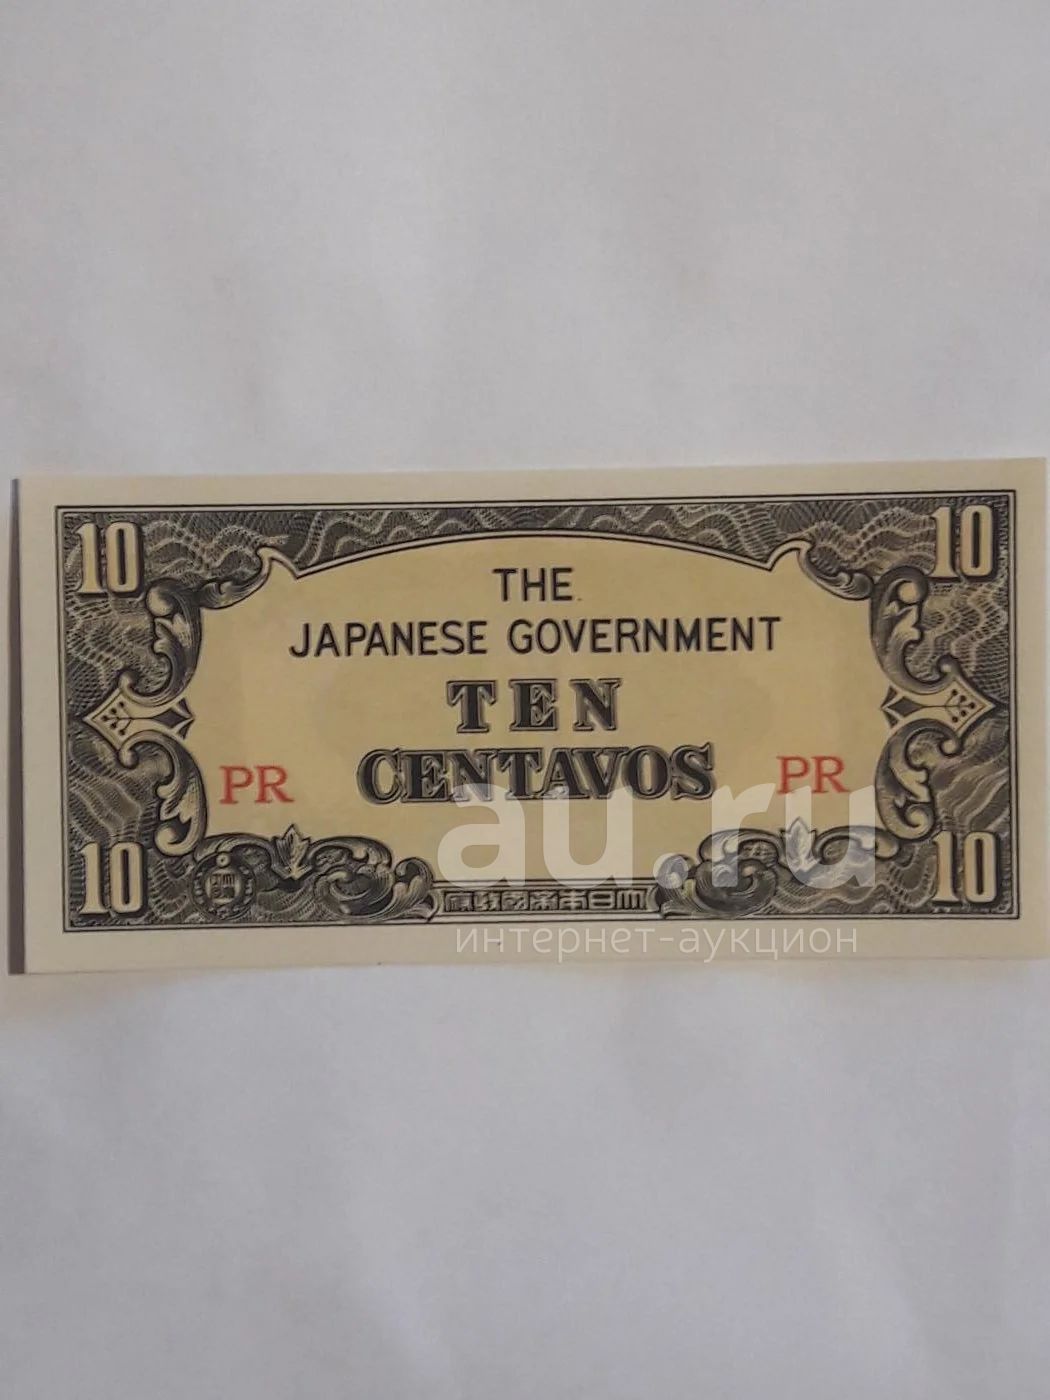 10 10
THE
JAPANESE GOVERNMENT
TEN
PR CENTAVOS PR
10 10
au.ru
интернет-аукцион